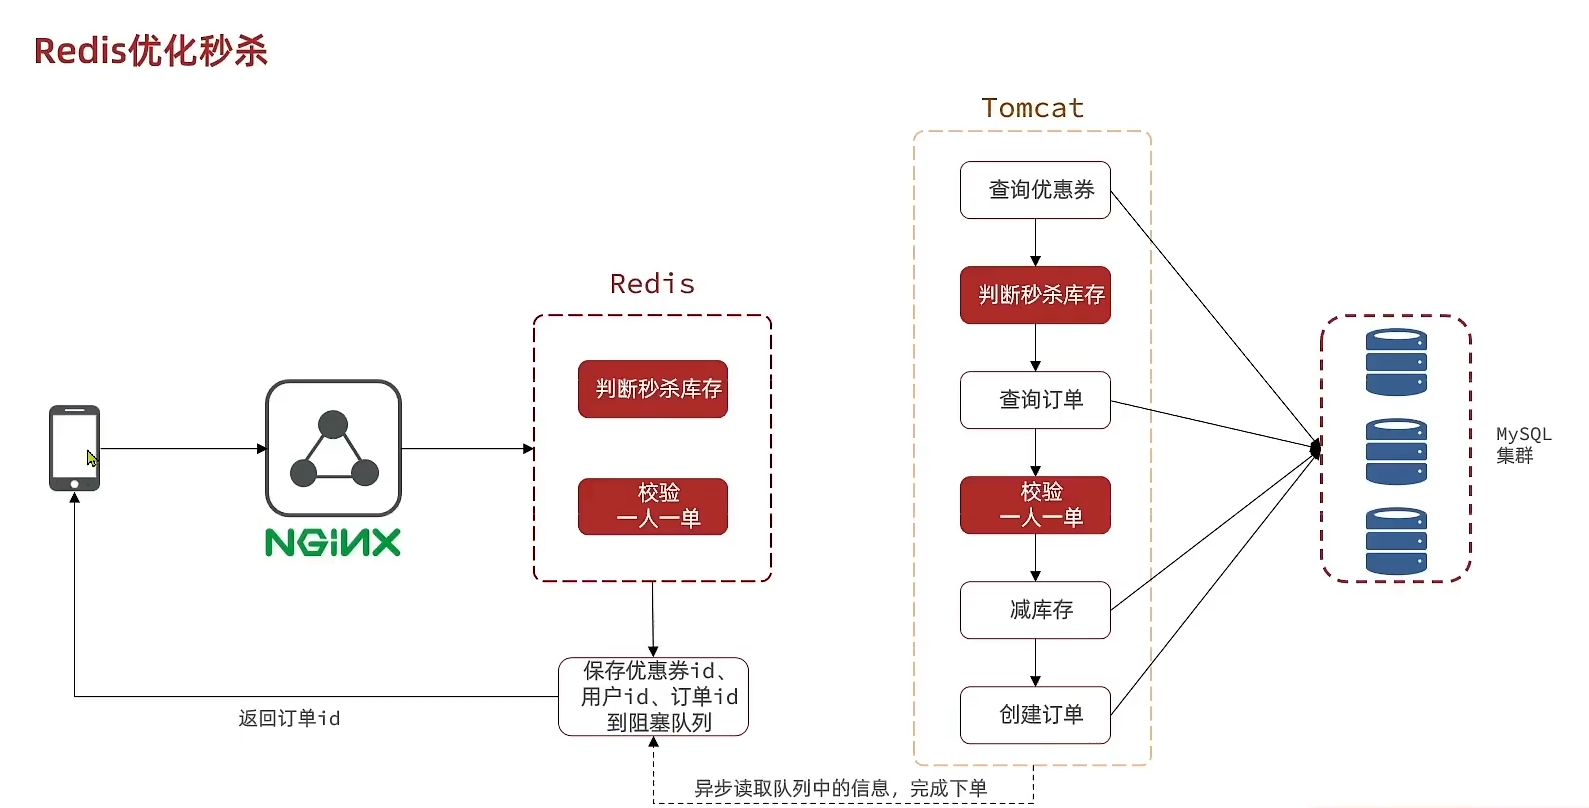 Redis优化秒杀
Tomcat
查询优惠券
判断秒杀库存
查询订单
校验
一人一单
减库存
创建订单
Redis
判断秒杀库存
校验
一人一单
NGiNX
MySQL
集群
保存优惠券id、
用户id、订单id
到阻塞队列
返回订单id
异步读取队列中的信息，完成下单